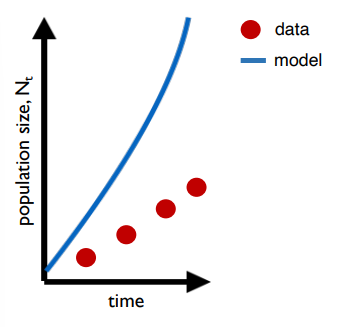 data
model
population size, Nt
time